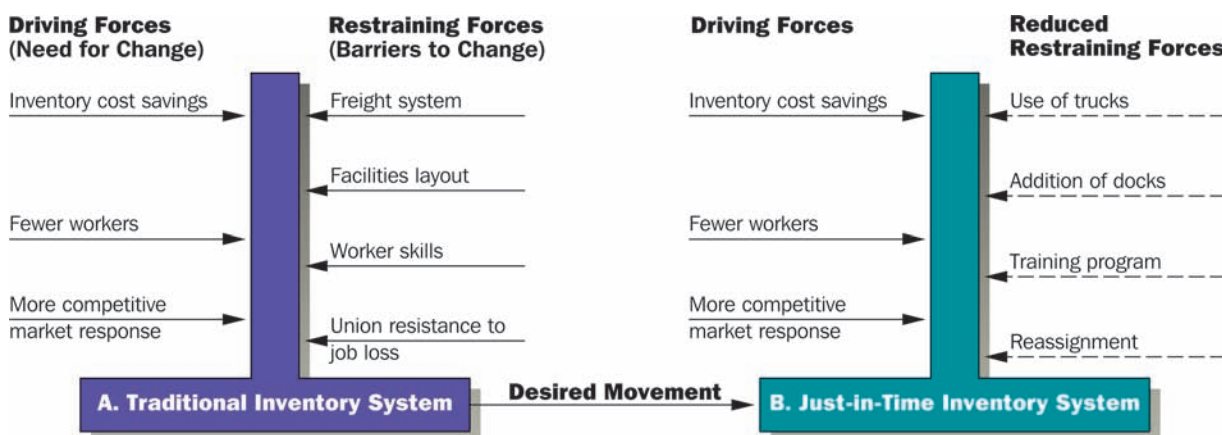 Driving Forces
(Need for Change)
Restraining Forces
(Barriers to Change)
Inventory cost savings
Freight system
Facilities layout
Fewer workers
Worker skills
More competitive
market response
Union resistance to
job loss
A. Traditional Inventory System
Desired Movement
Driving Forces
Reduced
Restraining Forces
Inventory cost savings
Use of trucks
Addition of docks
Fewer workers
Training program
More competitive
market response
Reassignment
B. Just-in-Time Inventory System